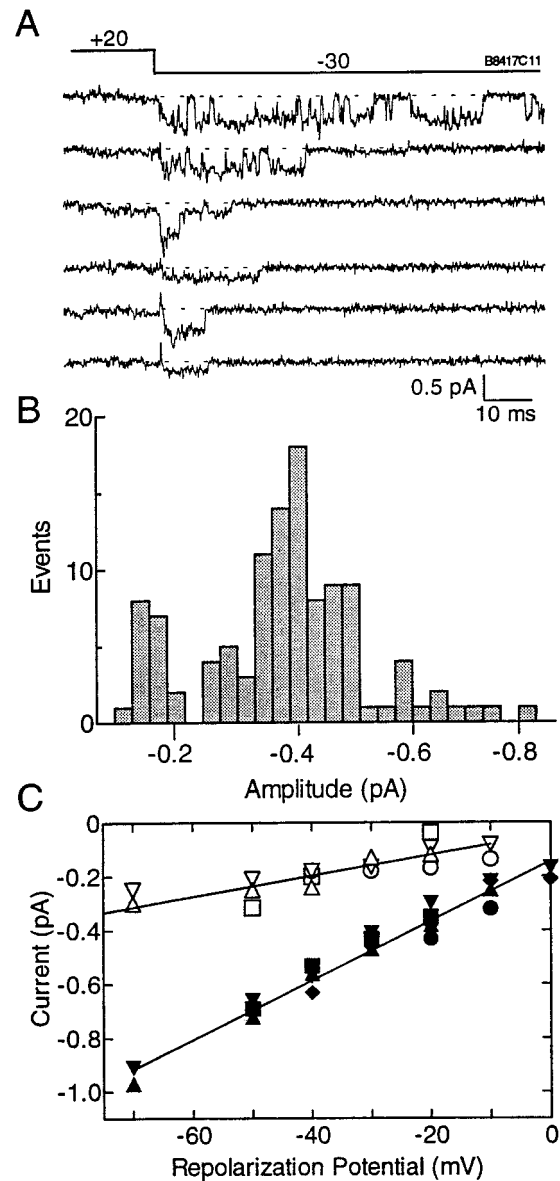 A
+20
-30
B8417C11
0.5 pA
10 ms
B
20
10
0
Events
-0.2
-0.4
-0.6
-0.8
Amplitude (pA)
C
0
-0.2
-0.4
-0.6
-0.8
-1.0
Current (pA)
-60
-40
-20
0
Repolarization Potential (mV)